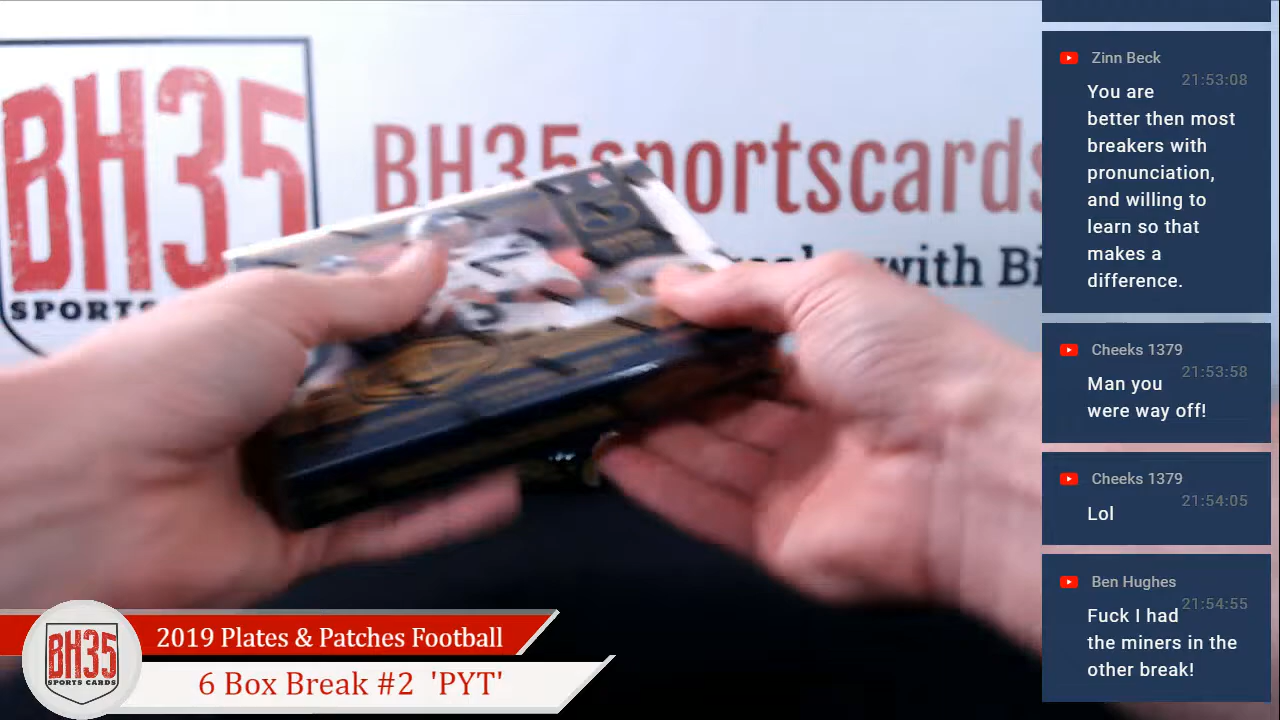 BH35
SPORTS
BH35sportscards
with Bi
2019 Plates & Patches Football
6 Box Break #2 'PYT'
BH35
SPORTS CARDS
Zinn Beck
21:53:08
You are
better then most
breakers with
pronunciation,
and willing to
learn so that
makes a
difference.
Cheeks 1379
21:53:58
Man you
were way off!
Cheeks 1379
21:54:05
Lol
Ben Hughes
21:54:55
Fuck I had
the miners in the
other break!